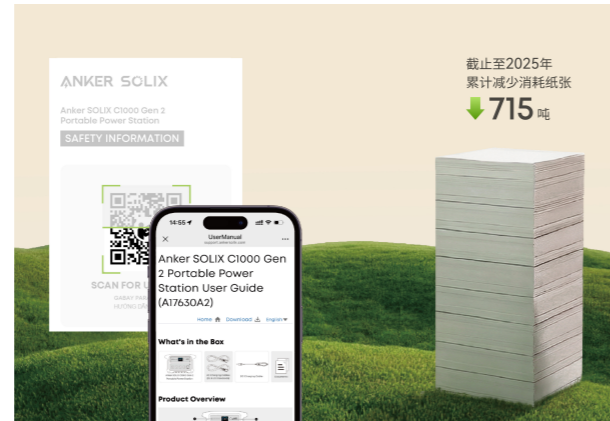 ANKER SOLIX
Anker SOLIX C1000 Gen 2
Portable Power Station
SAFETY INFORMATION
SCAN FOR U
截止至2025年
累计减少消耗纸张
715 吨
14:55
UserManual
Anker SOLIX C1000 Gen
2 Portable Power
Station User Guide
(A17630A2)
Home Download English
What's in the Box
Product Overview